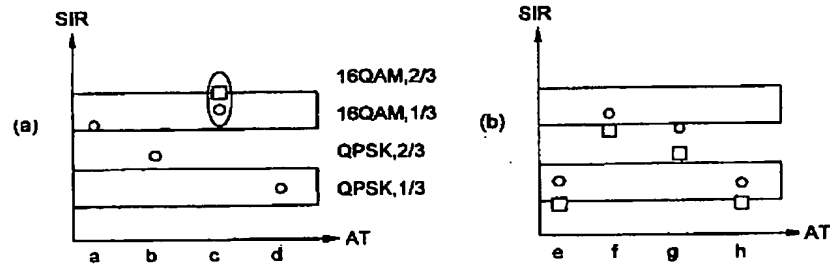 SIR
(a)
16QAM,2/3
16QAM,1/3
QPSK,2/3
QPSK,1/3
AT
a b c d
SIR
(b)
AT
e f g h